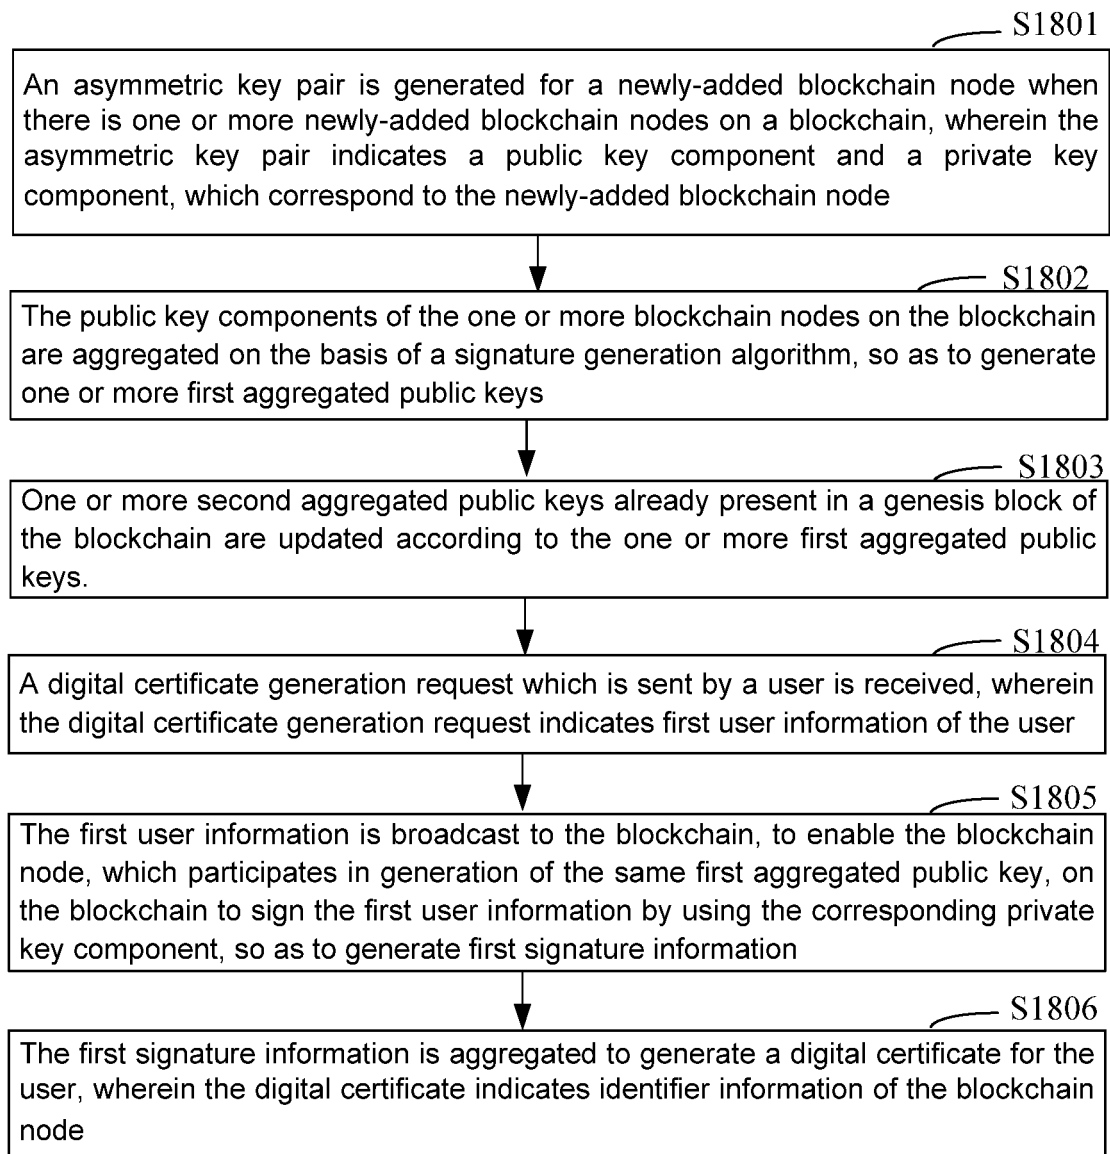 S1801
An asymmetric key pair is generated for a newly-added blockchain node when
there is one or more newly-added blockchain nodes on a blockchain, wherein the
asymmetric key pair indicates a public key component and a private key
component, which correspond to the newly-added blockchain node
S1802
The public key components of the one or more blockchain nodes on the blockchain
are aggregated on the basis of a signature generation algorithm, so as to generate
one or more first aggregated public keys
S1803
One or more second aggregated public keys already present in a genesis block of
the blockchain are updated according to the one or more first aggregated public
keys.
S1804
A digital certificate generation request which is sent by a user is received, wherein
the digital certificate generation request indicates first user information of the user
S1805
The first user information is broadcast to the blockchain, to enable the blockchain
node, which participates in generation of the same first aggregated public key, on
the blockchain to sign the first user information by using the corresponding private
key component, so as to generate first signature information
S1806
The first signature information is aggregated to generate a digital certificate for the
user, wherein the digital certificate indicates identifier information of the blockchain
node